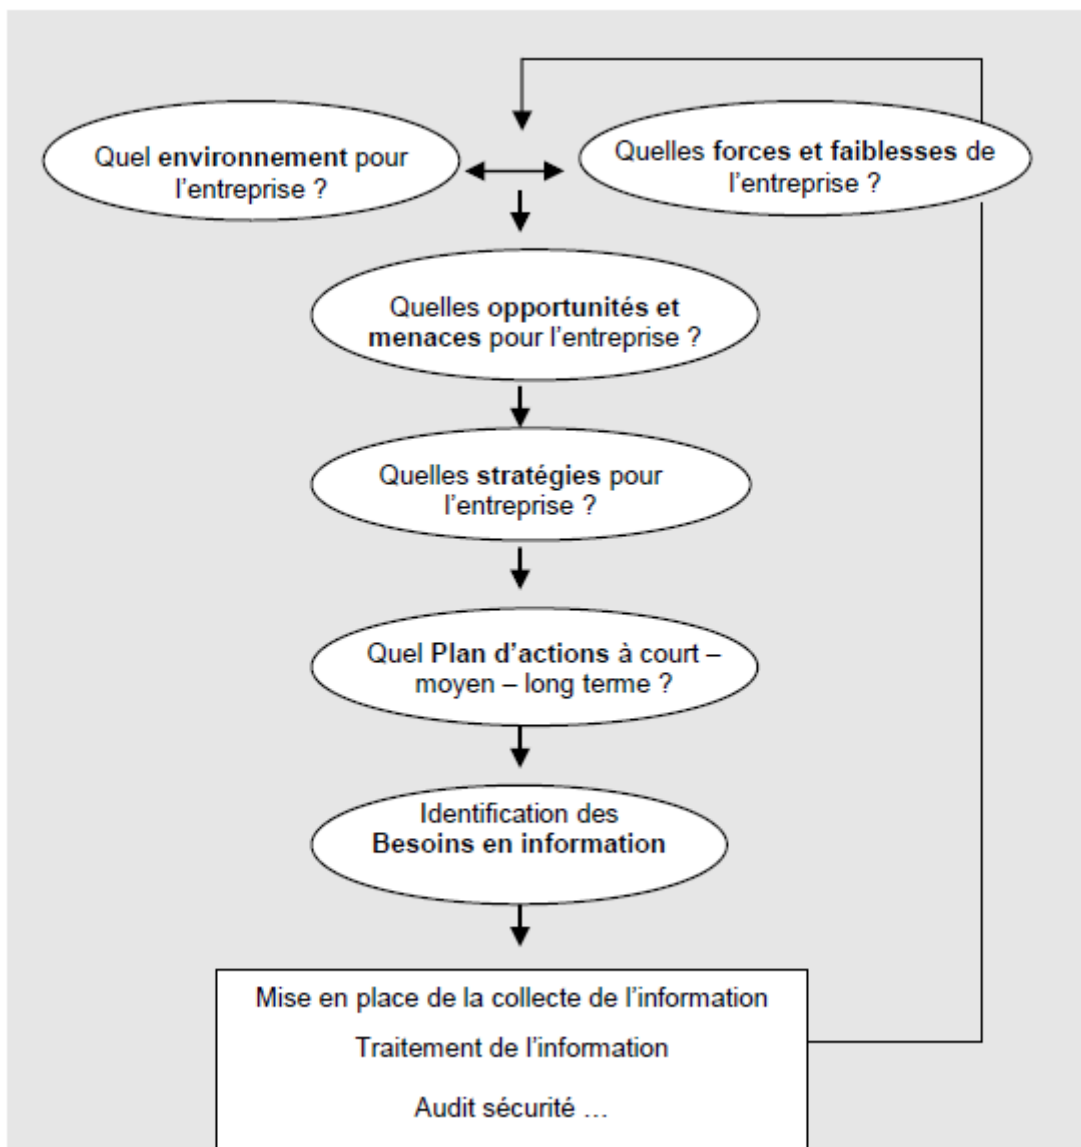 Quel environnement pour
l'entreprise ?
Quelles forces et faiblesses de
l'entreprise ?
Quelles opportunités et
menaces pour l'entreprise ?
Quelles stratégies pour
l'entreprise ?
Quel Plan d'actions à court –
moyen – long terme ?
Identification des
Besoins en information
Mise en place de la collecte de l'information
Traitement de l'information
Audit sécurité …